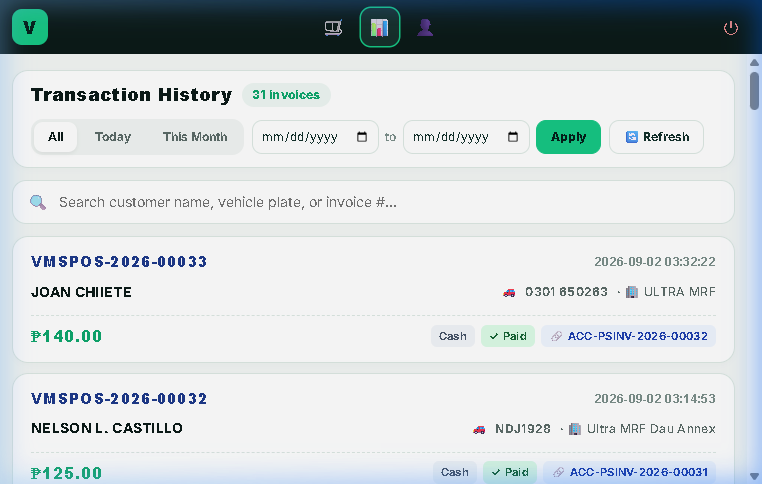 V
Transaction History 31 invoices
All Today This Month mm/dd/yyyy to mm/dd/yyyy Apply Refresh
Search customer name, vehicle plate, or invoice #...
VMSPOS-2026-00033 2026-09-02 03:32:22
JOAN CHIIETE 0301650263 · ULTRA MRF
₱140.00 Cash ✓ Paid ACC-PSINV-2026-00032
VMSPOS-2026-00032 2026-09-02 03:14:53
NELSON L. CASTILLO NDJ1928 · Ultra MRF Dau Annex
₱125.00 Cash ✓ Paid ACC-PSINV-2026-00031